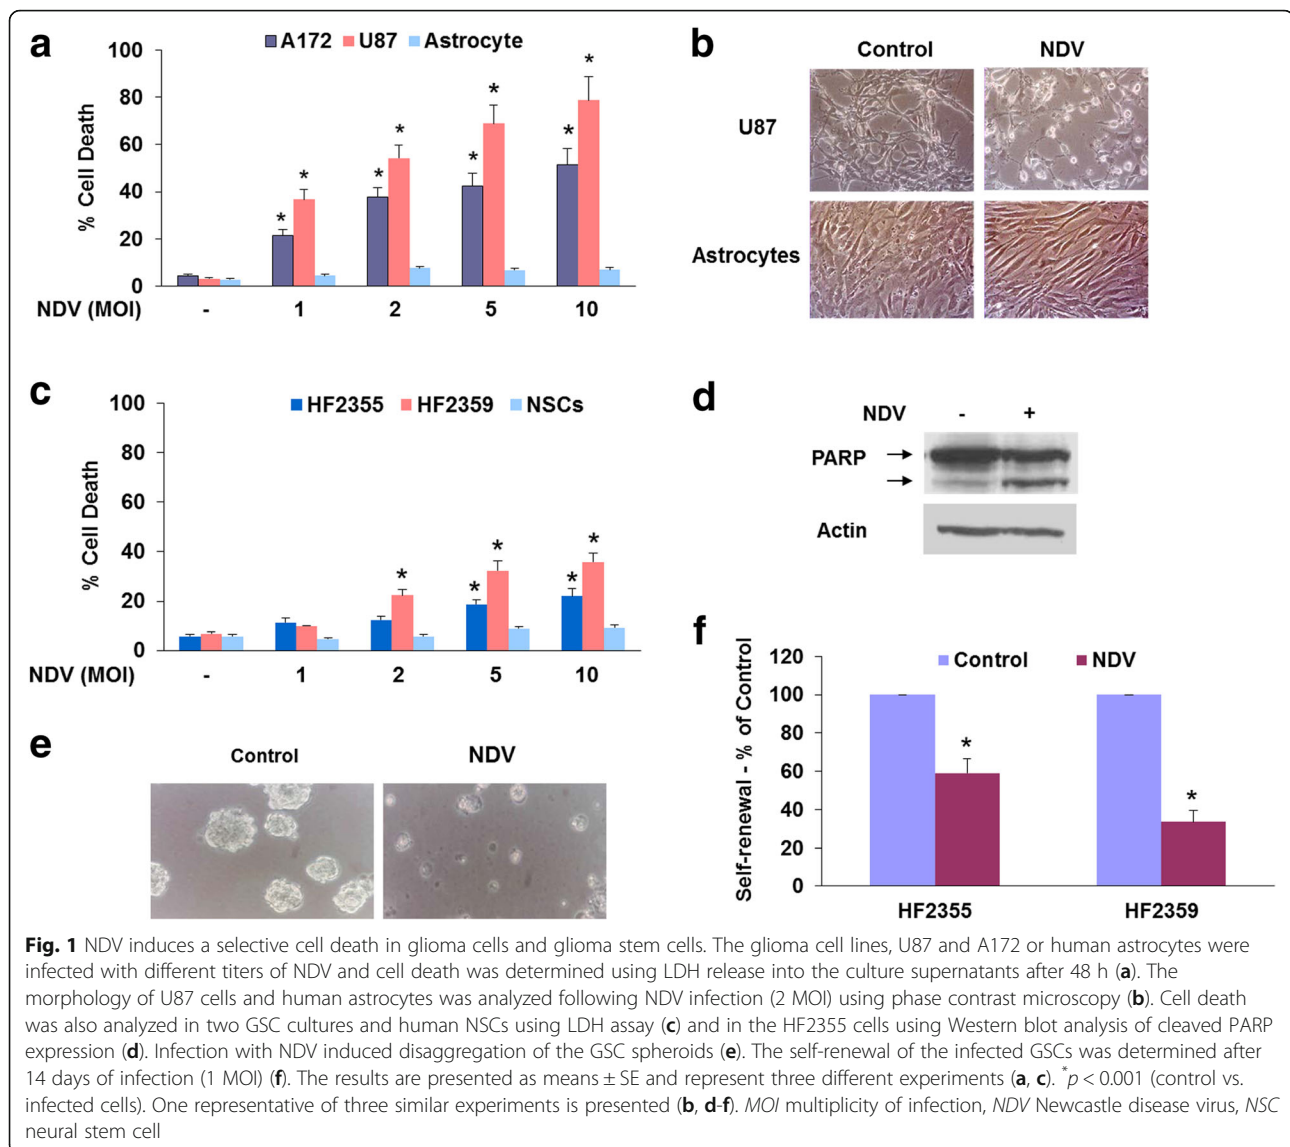 a
A172 U87 Astrocyte
% Cell Death
100
80
60
40
20
0
* * * * * * * *
NDV (MOI) - 1 2 5 10
b
Control NDV
U87
Astrocytes
c
HF2355 HF2359 NSCs
% Cell Death
100
80
60
40
20
0
* * * * *
NDV (MOI) - 1 2 5 10
d
NDV - +
PARP
Actin
e
Control NDV
f
Control NDV
Self-renewal - % of Control
120
100
80
60
40
20
0
* *
HF2355 HF2359
Fig. 1 NDV induces a selective cell death in glioma cells and glioma stem cells. The glioma cell lines, U87 and A172 or human astrocytes were
infected with different titers of NDV and cell death was determined using LDH release into the culture supernatants after 48 h (a). The
morphology of U87 cells and human astrocytes was analyzed following NDV infection (2 MOI) using phase contrast microscopy (b). Cell death
was also analyzed in two GSC cultures and human NSCs using LDH assay (c) and in the HF2355 cells using Western blot analysis of cleaved PARP
expression (d). Infection with NDV induced disaggregation of the GSC spheroids (e). The self-renewal of the infected GSCs was determined after
14 days of infection (1 MOI) (f). The results are presented as means ± SE and represent three different experiments (a, c). *p < 0.001 (control vs.
infected cells). One representative of three similar experiments is presented (b, d-f). MOI multiplicity of infection, NDV Newcastle disease virus, NSC
neural stem cell